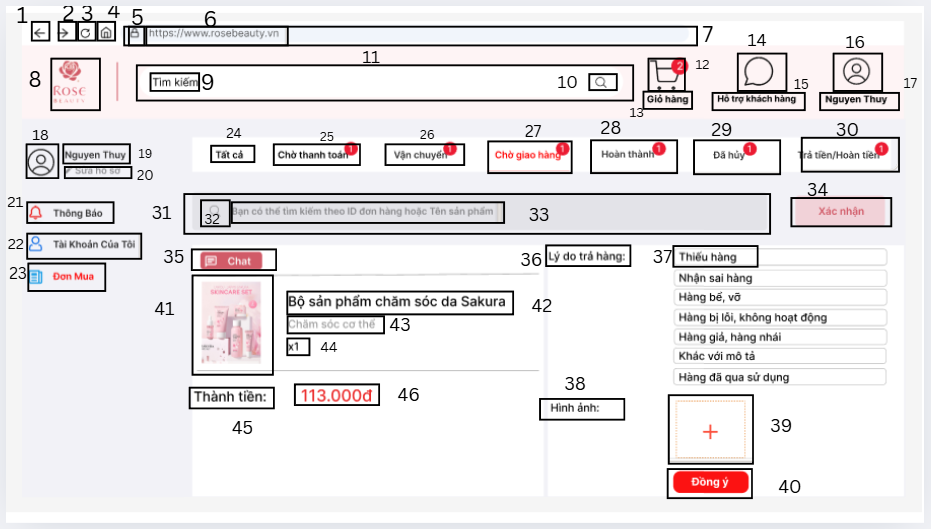 1 2 3 4 5 6
https://www.rosebeauty.vn 7
8 ROSE BEAUTY
11
Tìm kiếm 9 10
2 12
Giỏ hàng 13
14
Hỗ trợ khách hàng 15
16
Nguyen Thuy 17
18
Nguyen Thuy 19
Sửa hồ sơ 20
24 25 26 27 28 29 30
Tất cả Chờ thanh toán 1 Vận chuyển 1 Chờ giao hàng 1 Hoàn thành 1 Đã hủy 1 Trả tiền/Hoàn tiền 1
21 Thông Báo
22 Tài Khoản Của Tôi
23 Đơn Mua
31 32 Bạn có thể tìm kiếm theo ID đơn hàng hoặc Tên sản phẩm 33
34
Xác nhận
35 Chat
36 Lý do trả hàng:
37 Thiếu hàng
Nhận sai hàng
Hàng bể, vỡ
Hàng bị lỗi, không hoạt động
Hàng giả, hàng nhái
Khác với mô tả
Hàng đã qua sử dụng
41
SKINCARE SET
Bộ sản phẩm chăm sóc da Sakura 42
Chăm sóc cơ thể 43
x1 44
Thành tiền: 113.000đ 46
45
38
Hình ảnh:
+ 39
Đồng ý 40